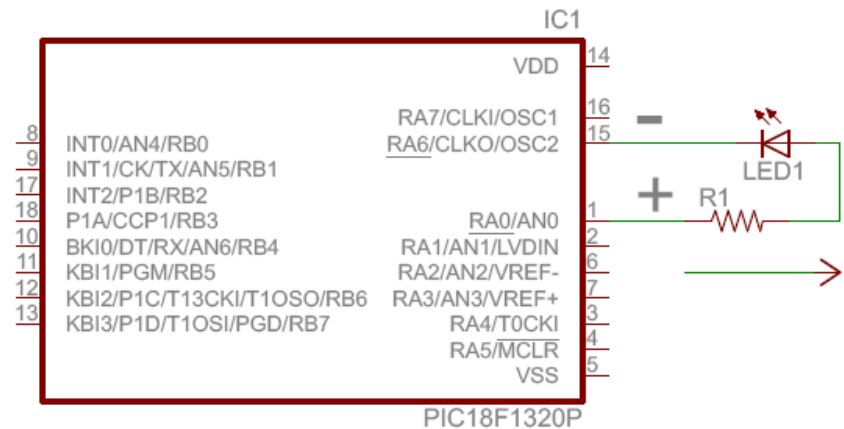 IC1
VDD 14
RA7/CLKI/OSC1 16
-
8 INT0/AN4/RB0
RA6/CLKO/OSC2 15
9 INT1/CK/TX/AN5/RB1
LED1
17 INT2/P1B/RB2
+
R1
18 P1A/CCP1/RB3
RA0/AN0 1
10 BKI0/DT/RX/AN6/RB4
RA1/AN1/LVDIN 2
11 KBI1/PGM/RB5
RA2/AN2/VREF- 6
12 KBI2/P1C/T13CKI/T1OSO/RB6
RA3/AN3/VREF+ 7
13 KBI3/P1D/T1OSI/PGD/RB7
RA4/T0CKI 3
RA5/MCLR 4
VSS 5
PIC18F1320P